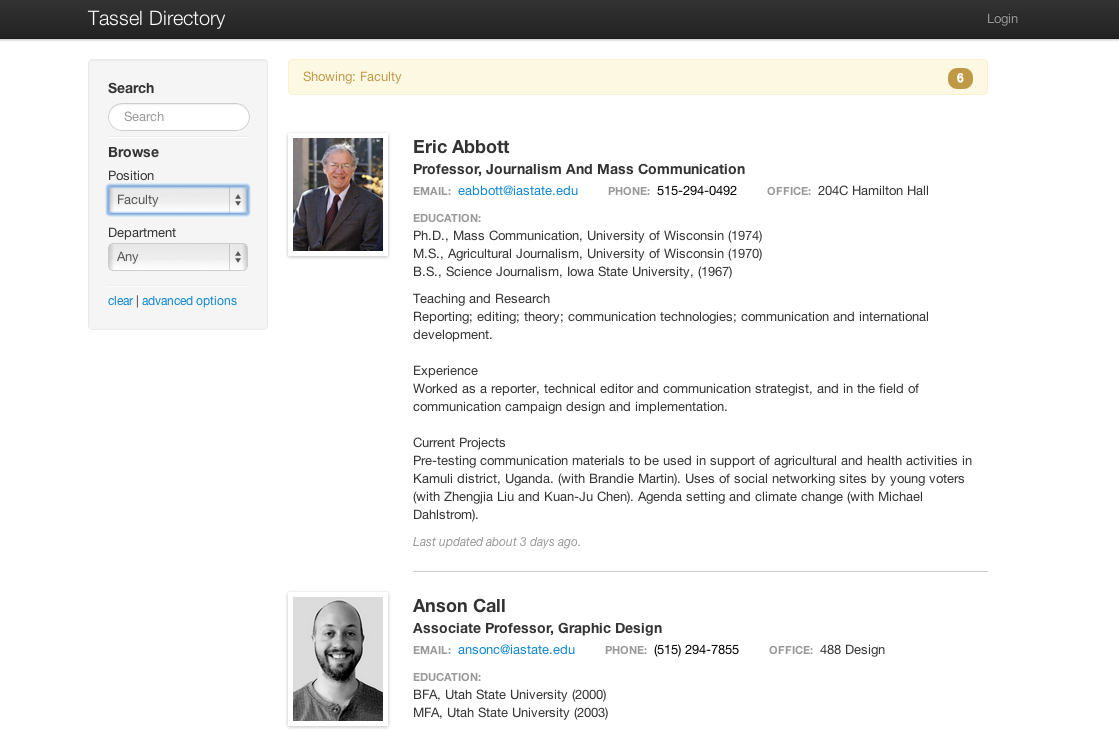 Tassel Directory
Login
Search
Search
Browse
Position
Faculty
Department
Any
clear | advanced options
Showing: Faculty
6
Eric Abbott
Professor, Journalism And Mass Communication
EMAIL: eabbott@iastate.edu PHONE: 515-294-0492 OFFICE: 204C Hamilton Hall
EDUCATION:
Ph.D., Mass Communication, University of Wisconsin (1974)
M.S., Agricultural Journalism, University of Wisconsin (1970)
B.S., Science Journalism, Iowa State University, (1967)
Teaching and Research
Reporting; editing; theory; communication technologies; communication and international
development.
Experience
Worked as a reporter, technical editor and communication strategist, and in the field of
communication campaign design and implementation.
Current Projects
Pre-testing communication materials to be used in support of agricultural and health activities in
Kamuli district, Uganda. (with Brandie Martin). Uses of social networking sites by young voters
(with Zhengjia Liu and Kuan-Ju Chen). Agenda setting and climate change (with Michael
Dahlstrom).
Last updated about 3 days ago.
Anson Call
Associate Professor, Graphic Design
EMAIL: ansonc@iastate.edu PHONE: (515) 294-7855 OFFICE: 488 Design
EDUCATION:
BFA, Utah State University (2000)
MFA, Utah State University (2003)